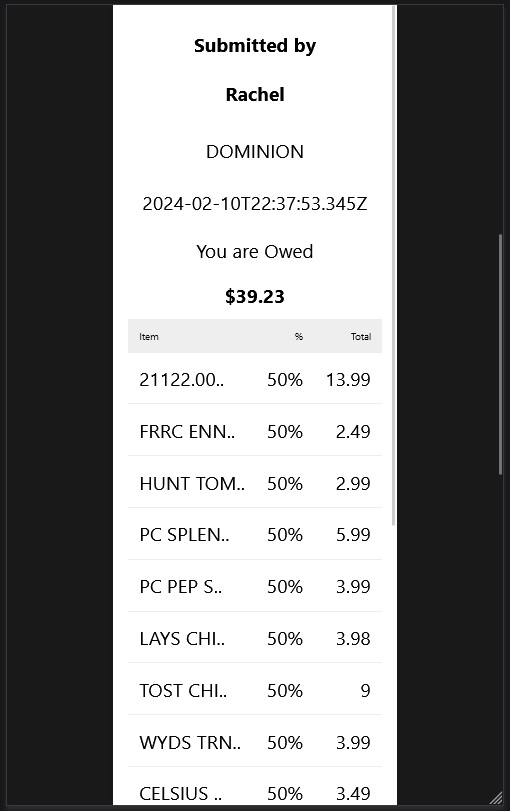 Submitted by
Rachel
DOMINION
2024-02-10T22:37:53.345Z
You are Owed
$39.23
Item % Total
21122.00.. 50% 13.99
FRRC ENN.. 50% 2.49
HUNT TOM.. 50% 2.99
PC SPLEN.. 50% 5.99
PC PEP S.. 50% 3.99
LAYS CHI.. 50% 3.98
TOST CHI.. 50% 9
WYDS TRN.. 50% 3.99
CELSIUS .. 50% 3.49